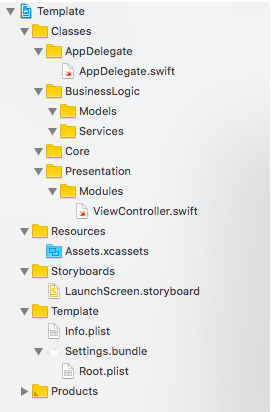 Template
Classes
AppDelegate
AppDelegate.swift
BusinessLogic
Models
Services
Core
Presentation
Modules
ViewController.swift
Resources
Assets.xcassets
Storyboards
LaunchScreen.storyboard
Template
Info.plist
Settings.bundle
Root.plist
Products